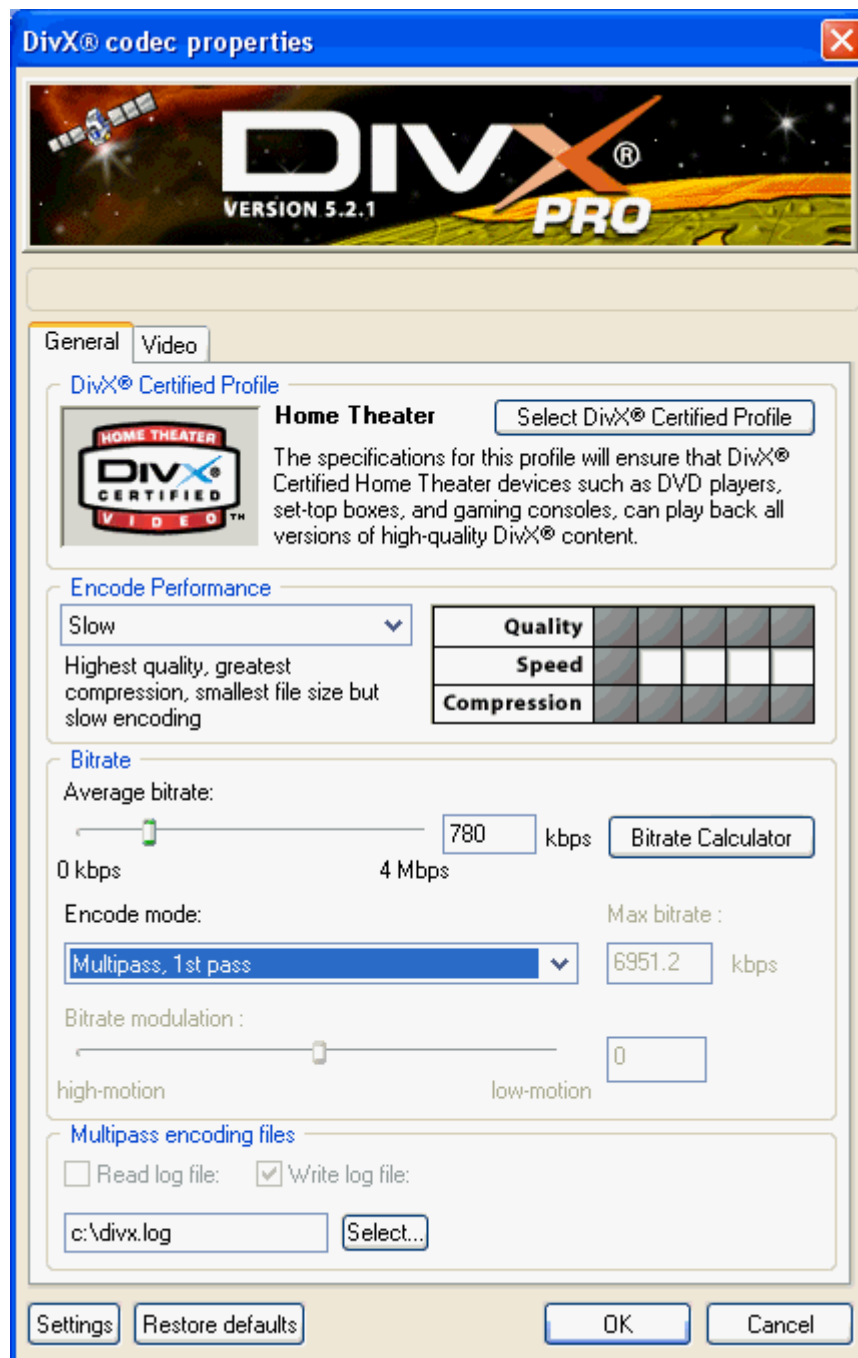 DivX® codec properties
DIVX®
VERSION 5.2.1
PRO
General Video
DivX® Certified Profile
HOME THEATER
DIVX®
CERTIFIED
VIDEO™
Home Theater
Select DivX® Certified Profile
The specifications for this profile will ensure that DivX®
Certified Home Theater devices such as DVD players,
set-top boxes, and gaming consoles, can play back all
versions of high-quality DivX® content.
Encode Performance
Slow
Highest quality, greatest
compression, smallest file size but
slow encoding
Quality
Speed
Compression
Bitrate
Average bitrate:
780 kbps Bitrate Calculator
0 kbps 4 Mbps
Encode mode: Max bitrate :
Multipass, 1st pass 6951.2 kbps
Bitrate modulation :
0
high-motion low-motion
Multipass encoding files
Read log file: Write log file:
c:\divx.log Select...
Settings Restore defaults OK Cancel